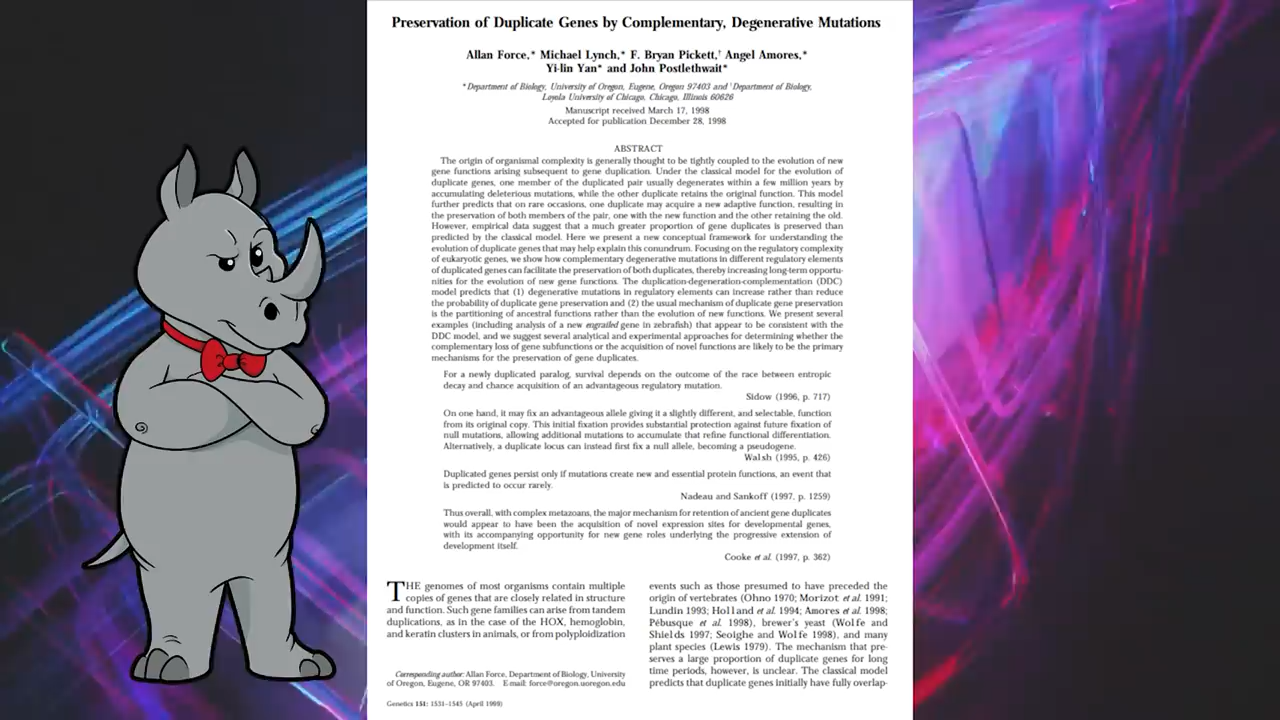 Preservation of Duplicate Genes by Complementary, Degenerative Mutations
Allan Force,* Michael Lynch,* F. Bryan Pickett,† Angel Amores,*
Yi-lin Yan* and John Postlethwait*
*Department of Biology, University of Oregon, Eugene, Oregon 97403 and †Department of Biology,
Loyola University of Chicago, Chicago, Illinois 60626
Manuscript received March 17, 1998
Accepted for publication December 28, 1998
ABSTRACT
The origin of organismal complexity is generally thought to be tightly coupled to the evolution of new
gene functions arising subsequent to gene duplication. Under the classical model for the evolution of
duplicate genes, one member of the duplicated pair usually degenerates within a few million years by
accumulating deleterious mutations, while the other duplicate retains the original function. This model
further predicts that on rare occasions, one duplicate may acquire a new adaptive function, resulting in
the preservation of both members of the pair, one with the new function and the other retaining the old.
However, empirical data suggest that a much greater proportion of gene duplicates is preserved than
predicted by the classical model. Here we present a new conceptual framework for understanding the
evolution of duplicate genes that may help explain this conundrum. Focusing on the regulatory complexity
of eukaryotic genes, we show how complementary degenerative mutations in different regulatory elements
of duplicated genes can facilitate the preservation of both duplicates, thereby increasing long-term opportu-
nities for the evolution of new gene functions. The duplication-degeneration-complementation (DDC)
model predicts that (1) degenerative mutations in regulatory elements can increase rather than reduce
the probability of duplicate gene preservation and (2) the usual mechanism of duplicate gene preservation
is the partitioning of ancestral functions rather than the evolution of new functions. We present several
examples (including analysis of a new engrailed gene in zebrafish) that appear to be consistent with the
DDC model, and we suggest several analytical and experimental approaches for determining whether the
complementary loss of gene subfunctions or the acquisition of novel functions are likely to be the primary
mechanisms for the preservation of gene duplicates.
For a newly duplicated paralog, survival depends on the outcome of the race between entropic
decay and chance acquisition of an advantageous regulatory mutation.
Sidow (1996, p. 717)
On one hand, it may fix an advantageous allele giving it a slightly different, and selectable, function
from its original copy. This initial fixation provides substantial protection against future fixation of
null mutations, allowing additional mutations to accumulate that refine functional differentiation.
Alternatively, a duplicate locus can instead first fix a null allele, becoming a pseudogene.
Walsh (1995, p. 426)
Duplicated genes persist only if mutations create new and essential protein functions, an event that
is predicted to occur rarely.
Nadeau and Sankoff (1997, p. 1259)
Thus overall, with complex metazoans, the major mechanism for retention of ancient gene duplicates
would appear to have been the acquisition of novel expression sites for developmental genes,
with its accompanying opportunity for new gene roles underlying the progressive extension of
development itself.
Cooke et al. (1997, p. 362)
THE genomes of most organisms contain multiple
copies of genes that are closely related in structure
and function. Such gene families can arise from tandem
duplications, as in the case of the HOX, hemoglobin,
and keratin clusters in animals, or from polyploidization
Corresponding author: Allan Force, Department of Biology, University
of Oregon, Eugene, OR 97403. E-mail: force@oregon.uoregon.edu
Genetics 151: 1531–1545 (April 1999)
events such as those presumed to have preceded the
origin of vertebrates (Ohno 1970; Morizot et al. 1991;
Lundin 1993; Holland et al. 1994; Amores et al. 1998;
Pébusque et al. 1998), brewer's yeast (Wolfe and
Shields 1997; Seoighe and Wolfe 1998), and many
plant species (Lewis 1979). The mechanism that pre-
serves a large proportion of duplicate genes for long
time periods, however, is unclear. The classical model
predicts that duplicate genes initially have fully overlap-